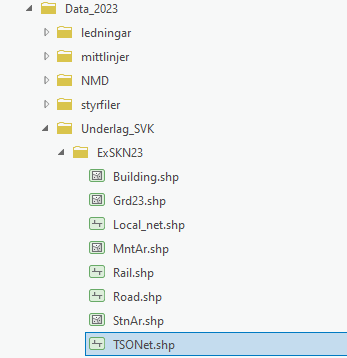 Data_2023
ledningar
mittlinjer
NMD
styrfiler
Underlag_SVK
ExSKN23
Building.shp
Grd23.shp
Local_net.shp
MntAr.shp
Rail.shp
Road.shp
StnAr.shp
TSONet.shp